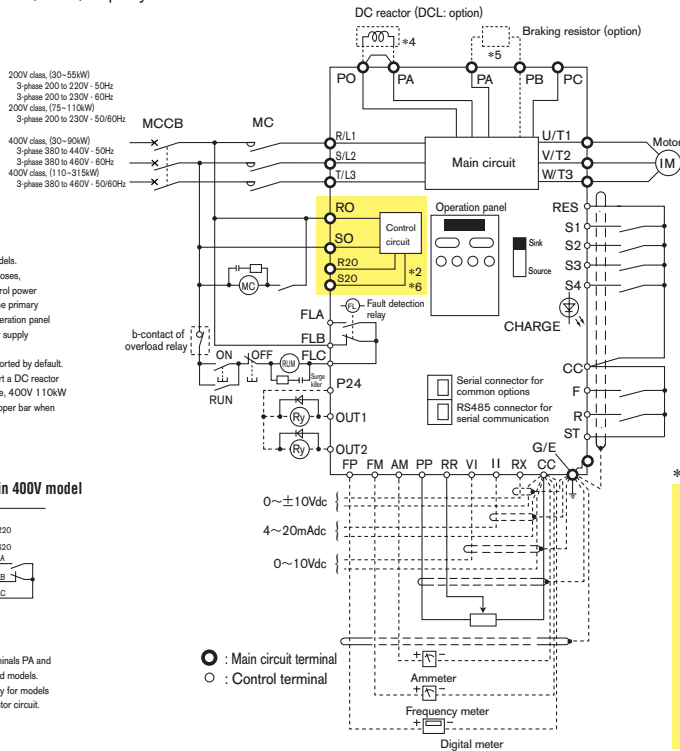 DC reactor (DCL: option)
*4
Braking resistor (option)
*5
PO
PA
PA
PB
PC
200V class, (30~55kW)
3-phase 200 to 220V - 50Hz
3-phase 200 to 230V - 60Hz
200V class, (75~110kW)
3-phase 200 to 230V - 50/60Hz
400V class, (30~90kW)
3-phase 380 to 440V - 50Hz
3-phase 380 to 460V - 60Hz
400V class, (110~315kW)
3-phase 380 to 460V - 50/60Hz
MCCB
MC
R/L1
S/L2
T/L3
Main circuit
U/T1
V/T2
W/T3
Motor
IM
RO
SO
R20
S20
Control
circuit
*2
*6
Operation panel
Sink
Source
RES
S1
S2
S3
S4
CHARGE
MC
FL
Fault detection
relay
FLA
FLB
FLC
b-contact of
overload relay
ON
OFF
RUN
RUM
Surge
killer
P24
Ry
OUT1
Ry
OUT2
Serial connector for
common options
RS485 connector for
serial communication
CC
F
R
ST
G/E
FP
FM
AM
PP
RR
VI
II
RX
CC
0~±10Vdc
4~20mAdc
0~10Vdc
+
-
Ammeter
+
-
Frequency meter
+
-
Digital meter
: Main circuit terminal
: Control terminal
dels.
oses,
trol power
he primary
eration panel
r supply
orted by default.
rt a DC reactor
e, 400V 110kW
pper bar when
in 400V model
R20
S20
A
B
C
minals PA and
d models.
y for models
ctor circuit.
*